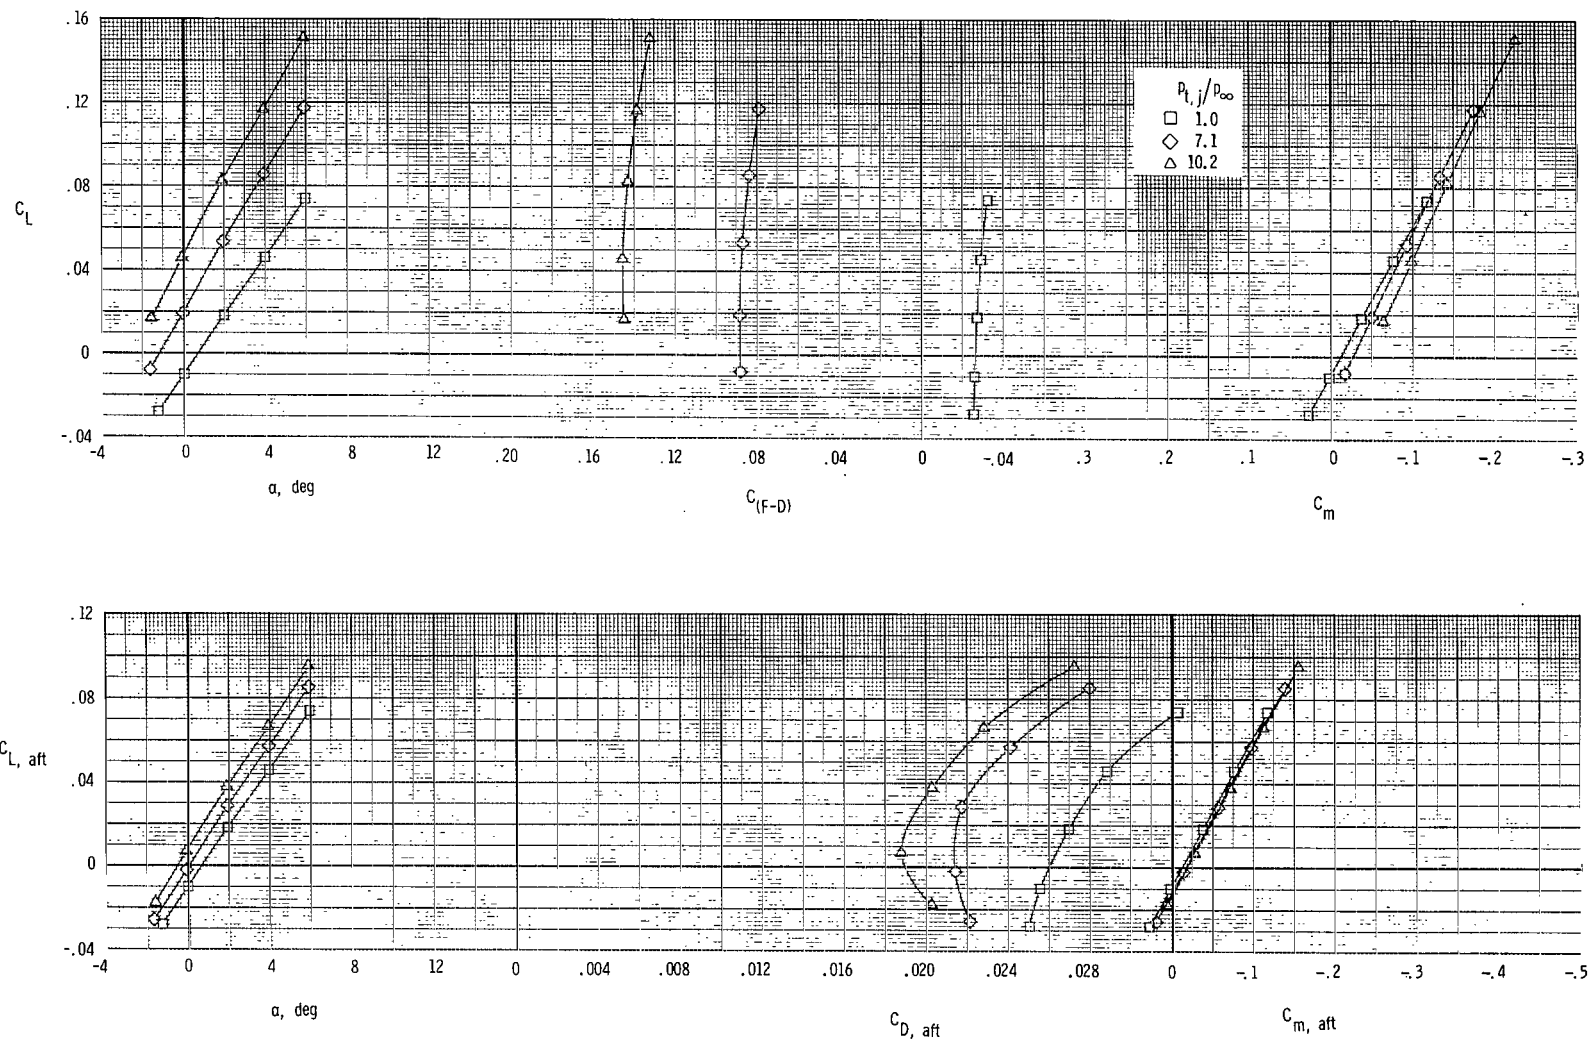 .16
.12
.08
.04
0
-.04
C_L
p_t, j/p_∞
1.0
7.1
10.2
-4 0 4 8 12 .20 .16 .12 .08 .04 0 -.04 .3 .2 .1 0 -.1 -.2 -.3
α, deg
C_(F-D)
C_m
.12
.08
.04
0
-.04
C_L, aft
-4 0 4 8 12 0 .004 .008 .012 .016 .020 .024 .028 0 -.1 -.2 -.3 -.4 -.5
α, deg
C_D, aft
C_m, aft